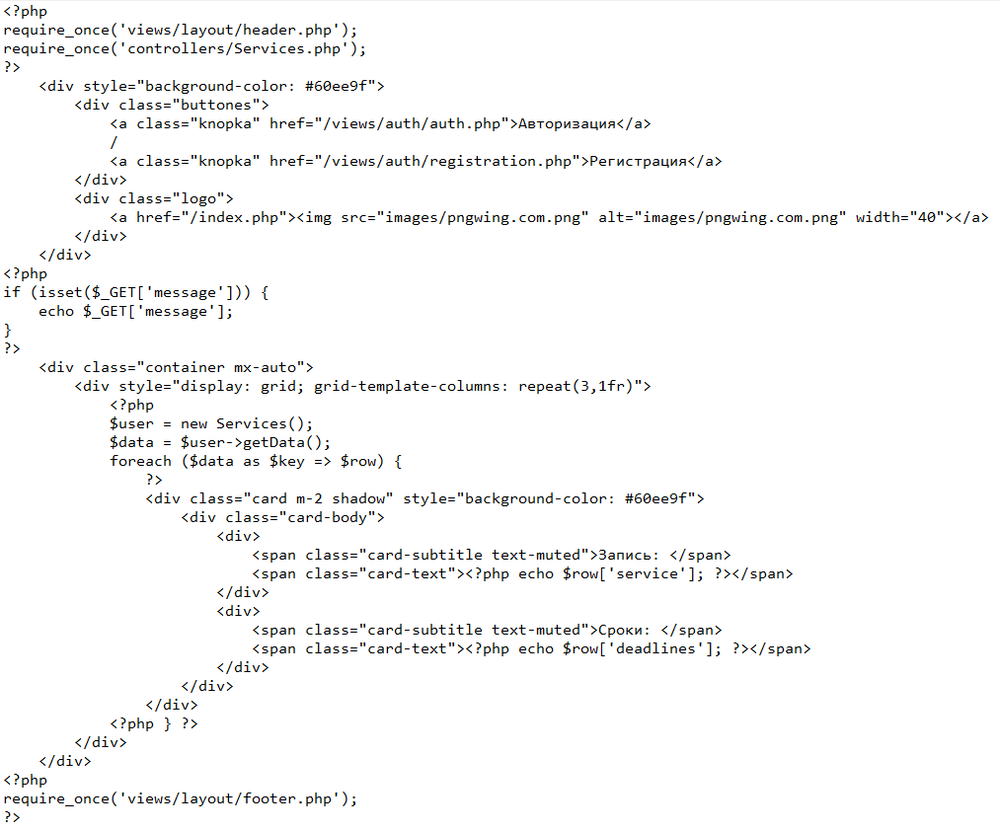 <?php
require_once('views/layout/header.php');
require_once('controllers/Services.php');
?>
    <div style="background-color: #60ee9f">
        <div class="buttones">
            <a class="knopka" href="/views/auth/auth.php">Авторизация</a>
            /
            <a class="knopka" href="/views/auth/registration.php">Регистрация</a>
        </div>
        <div class="logo">
            <a href="/index.php"><img src="images/pngwing.com.png" alt="images/pngwing.com.png" width="40"></a>
        </div>
    </div>
<?php
if (isset($_GET['message'])) {
    echo $_GET['message'];
}
?>
    <div class="container mx-auto">
        <div style="display: grid; grid-template-columns: repeat(3,1fr)">
            <?php
            $user = new Services();
            $data = $user->getData();
            foreach ($data as $key => $row) {
                ?>
                <div class="card m-2 shadow" style="background-color: #60ee9f">
                    <div class="card-body">
                        <div>
                            <span class="card-subtitle text-muted">Запись: </span>
                            <span class="card-text"><?php echo $row['service']; ?></span>
                        </div>
                        <div>
                            <span class="card-subtitle text-muted">Сроки: </span>
                            <span class="card-text"><?php echo $row['deadlines']; ?></span>
                        </div>
                    </div>
                </div>
            <?php } ?>
        </div>
    </div>
<?php
require_once('views/layout/footer.php');
?>